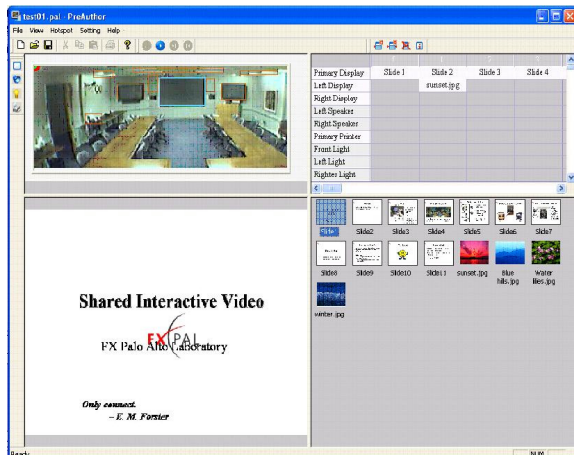 test01.pal - PreAuthor
File View Hotspot Setting Help
Primary Display Slide 1 Slide 2 Slide 3 Slide 4
Left Display sunset.jpg
Right Display
Left Speaker
Right Speaker
Primary Printer
Front Light
Left Light
Righter Light
Slide1 Slide2 Slide3 Slide4 Slide5 Slide6 Slide7
Slide8 Slide9 Slide10 Slide11 sunset.jpg Blue hills.jpg Water lilies.jpg
winter.jpg
Shared Interactive Video
FXPAL
FX Palo Alto Laboratory
Only connect.
– E. M. Forster
Ready
NUM